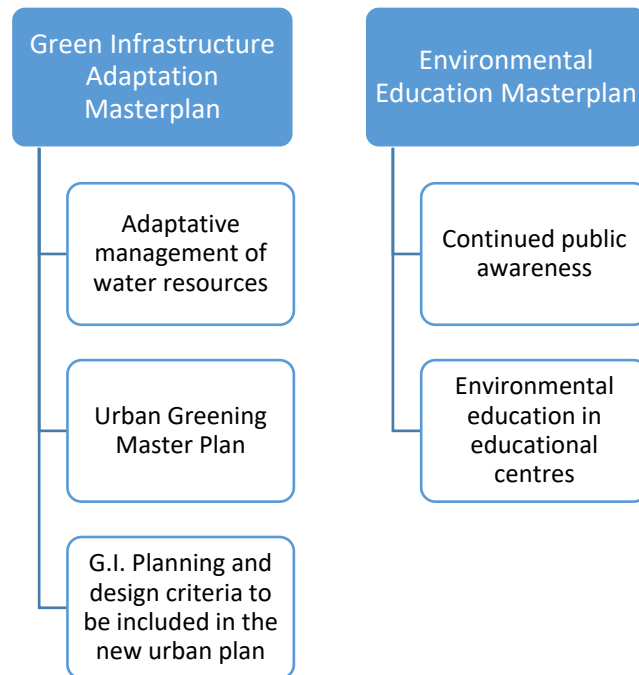 Green Infrastructure
Adaptation
Masterplan
Adaptative
management of
water resources
Urban Greening
Master Plan
G.I. Planning and
design criteria to
be included in the
new urban plan
Environmental
Education Masterplan
Continued public
awareness
Environmental
education in
educational
centres